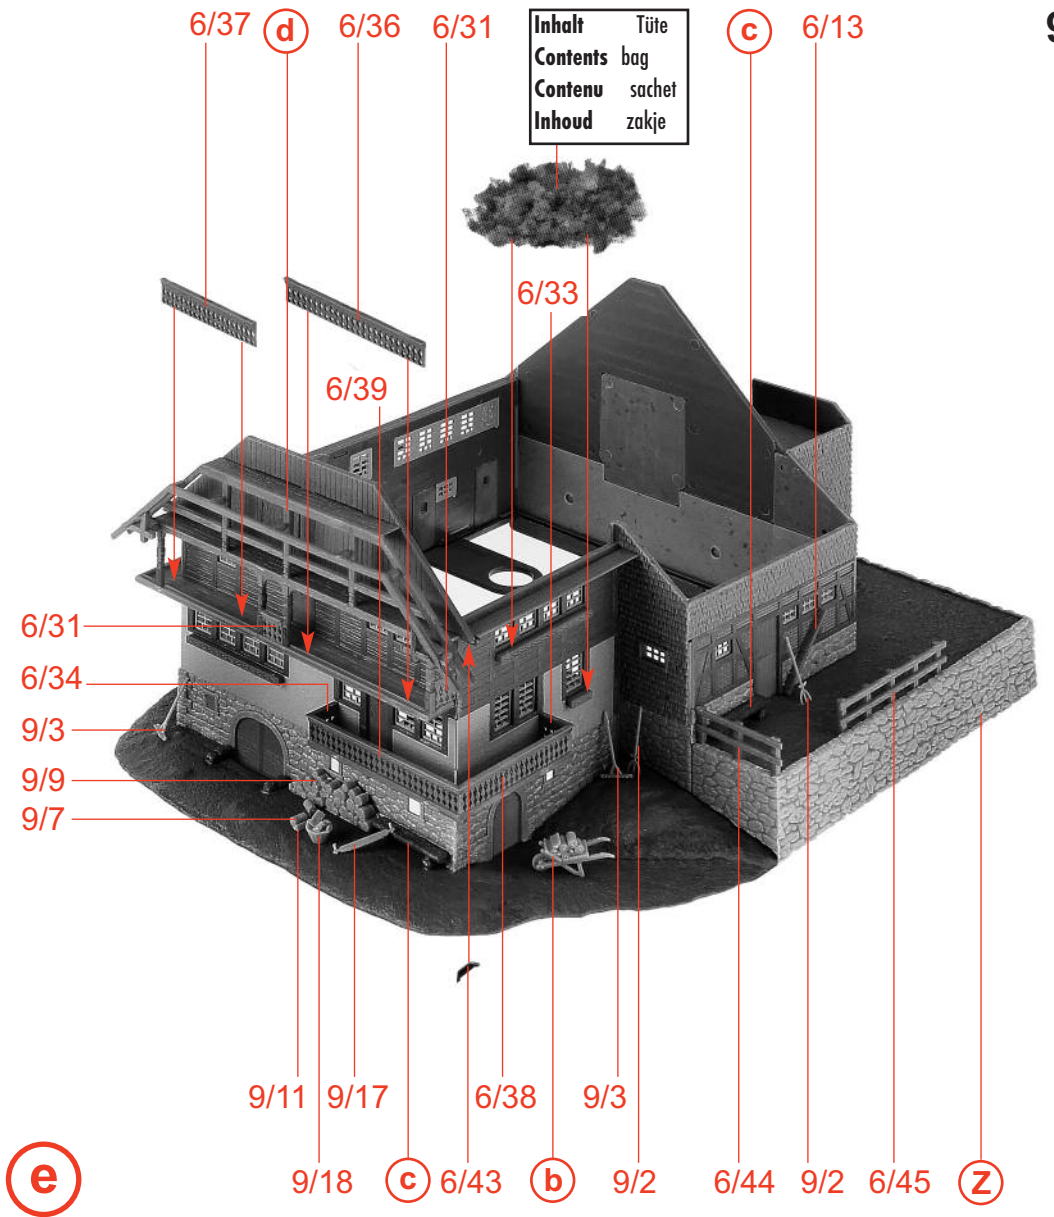 6/37 d 6/36 6/31 c 6/13 9
Inhalt Tüte
Contents bag
Contenu sachet
Inhoud zakje
6/33
6/39
6/31
6/34
9/3
9/9
9/7
9/11 9/17 6/38 9/3
9/18 c 6/43 b 9/2 6/44 9/2 6/45 Z
e